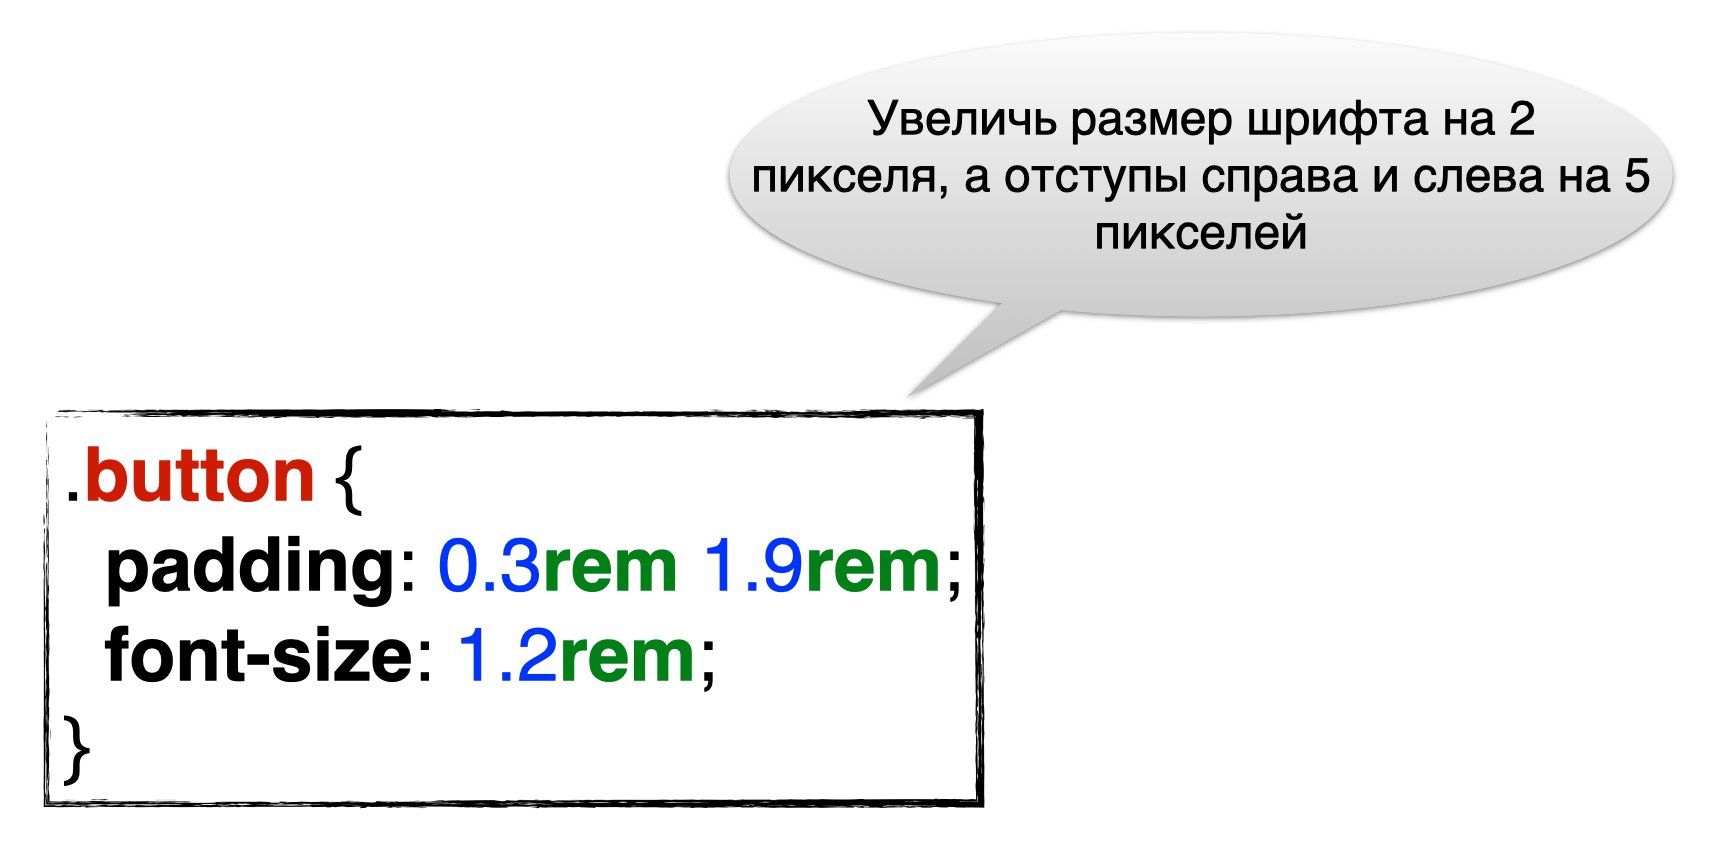 Увеличь размер шрифта на 2
пикселя, а отступы справа и слева на 5
пикселей
.button {
padding: 0.3rem 1.9rem;
font-size: 1.2rem;
}